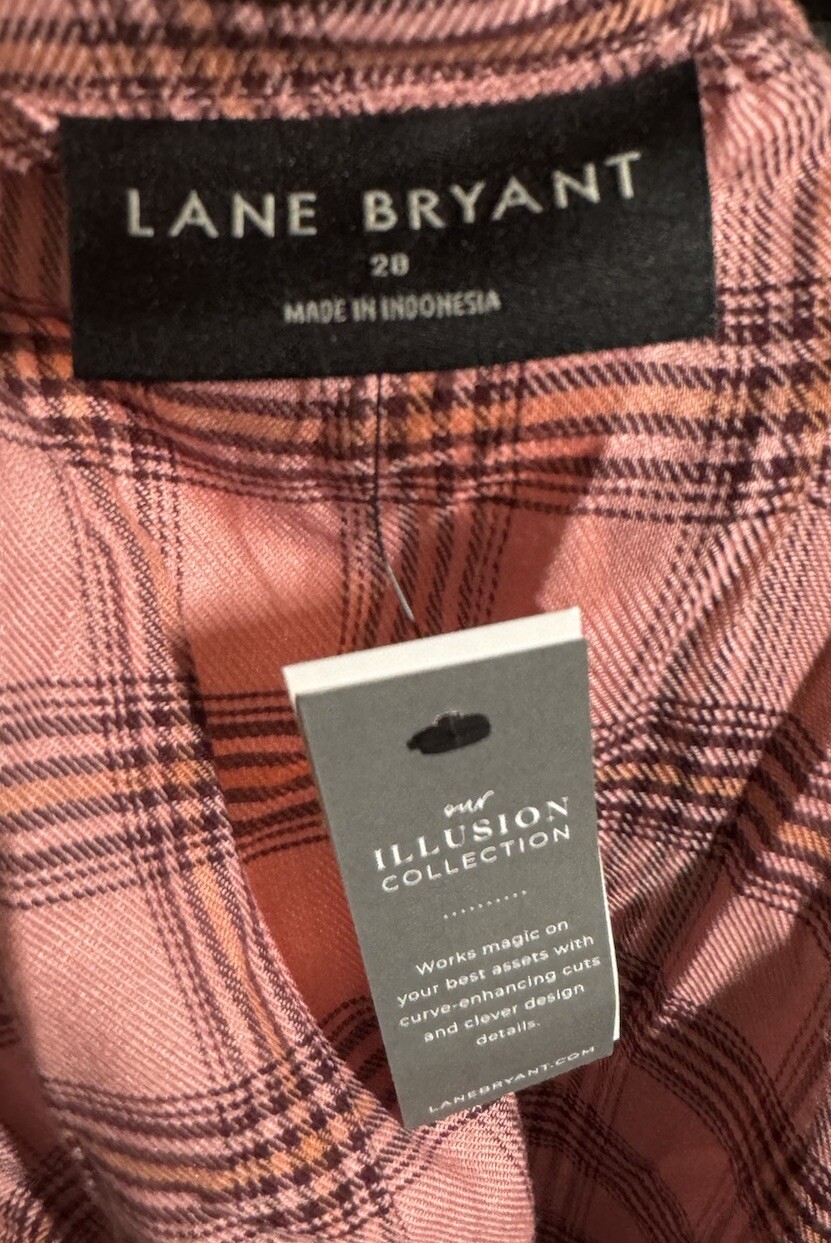 LANE BRYANT
20
MADE IN INDONESIA
our
ILLUSION
COLLECTION
Works magic on
your best assets with
curve-enhancing cuts
and clever design
details.
LANEBRYANT.COM